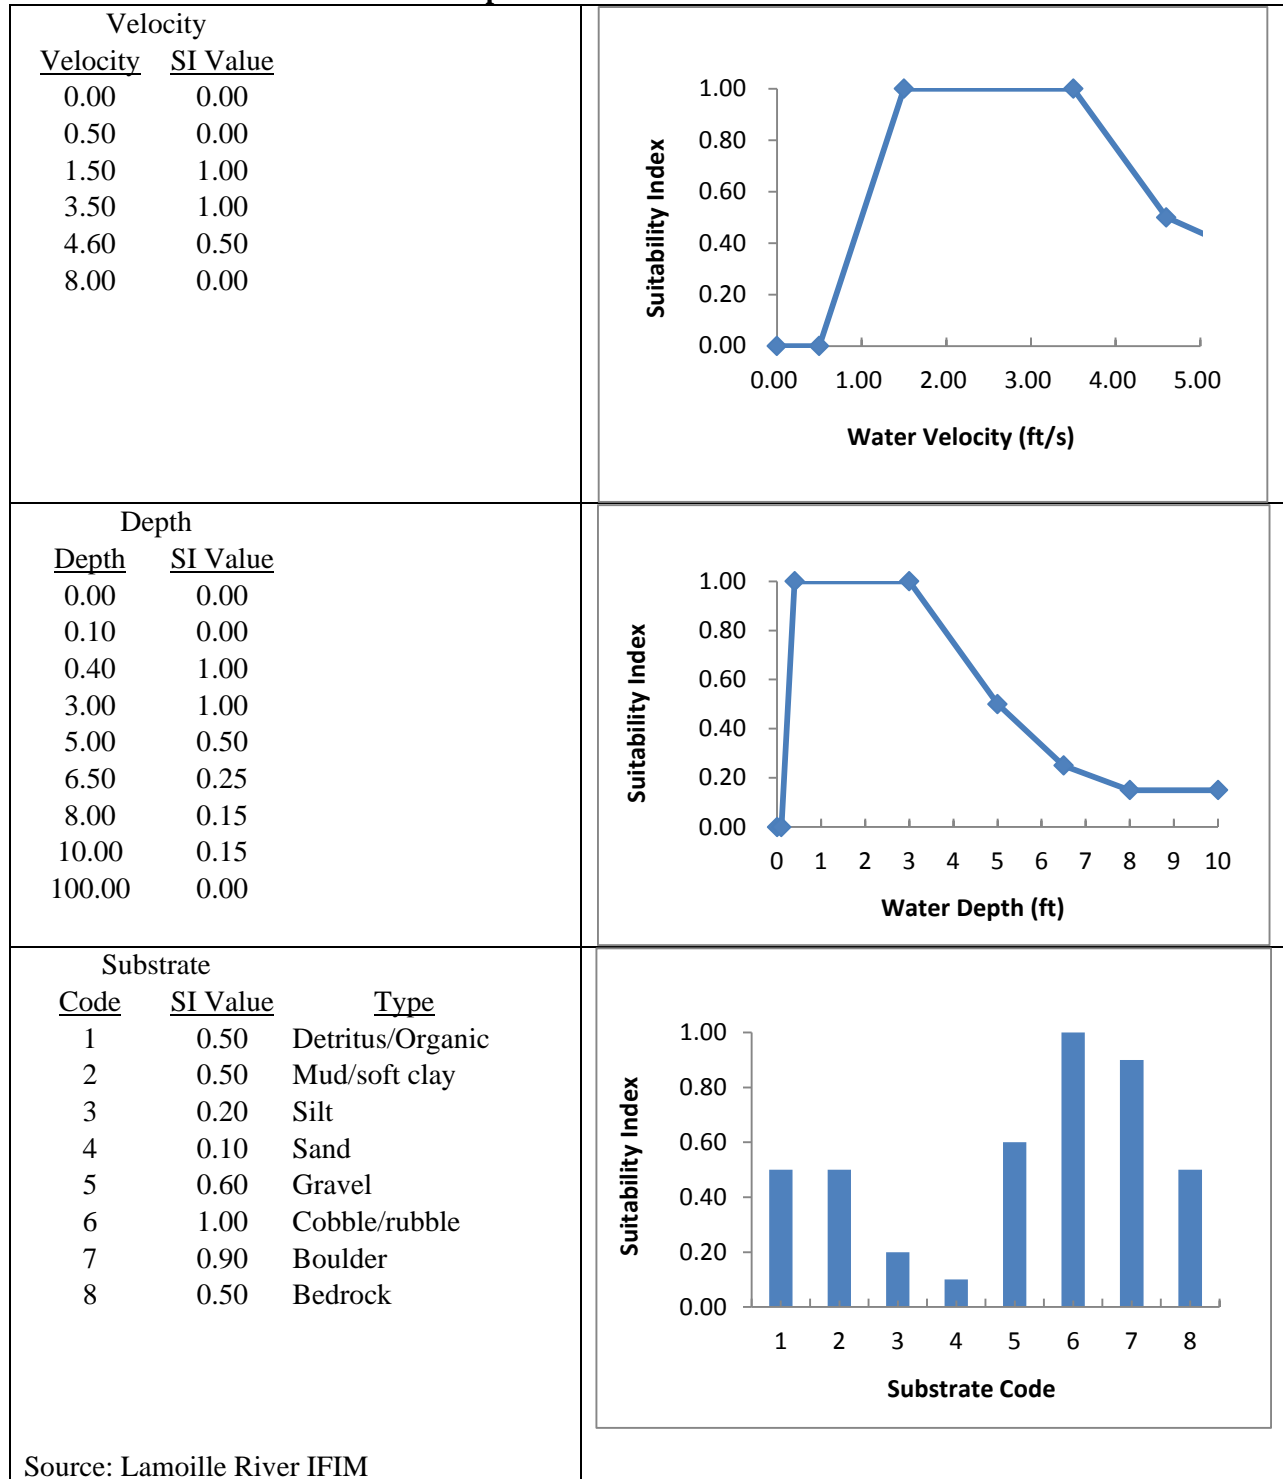 Velocity
Velocity SI Value
0.00 0.00
0.50 0.00
1.50 1.00
3.50 1.00
4.60 0.50
8.00 0.00
1.00
0.80
0.60
0.40
0.20
0.00
0.00 1.00 2.00 3.00 4.00 5.00
Suitability Index
Water Velocity (ft/s)
Depth
Depth SI Value
0.00 0.00
0.10 0.00
0.40 1.00
3.00 1.00
5.00 0.50
6.50 0.25
8.00 0.15
10.00 0.15
100.00 0.00
1.00
0.80
0.60
0.40
0.20
0.00
0 1 2 3 4 5 6 7 8 9 10
Suitability Index
Water Depth (ft)
Substrate
Code SI Value Type
1 0.50 Detritus/Organic
2 0.50 Mud/soft clay
3 0.20 Silt
4 0.10 Sand
5 0.60 Gravel
6 1.00 Cobble/rubble
7 0.90 Boulder
8 0.50 Bedrock
Source: Lamoille River IFIM
1.00
0.80
0.60
0.40
0.20
0.00
1 2 3 4 5 6 7 8
Suitability Index
Substrate Code